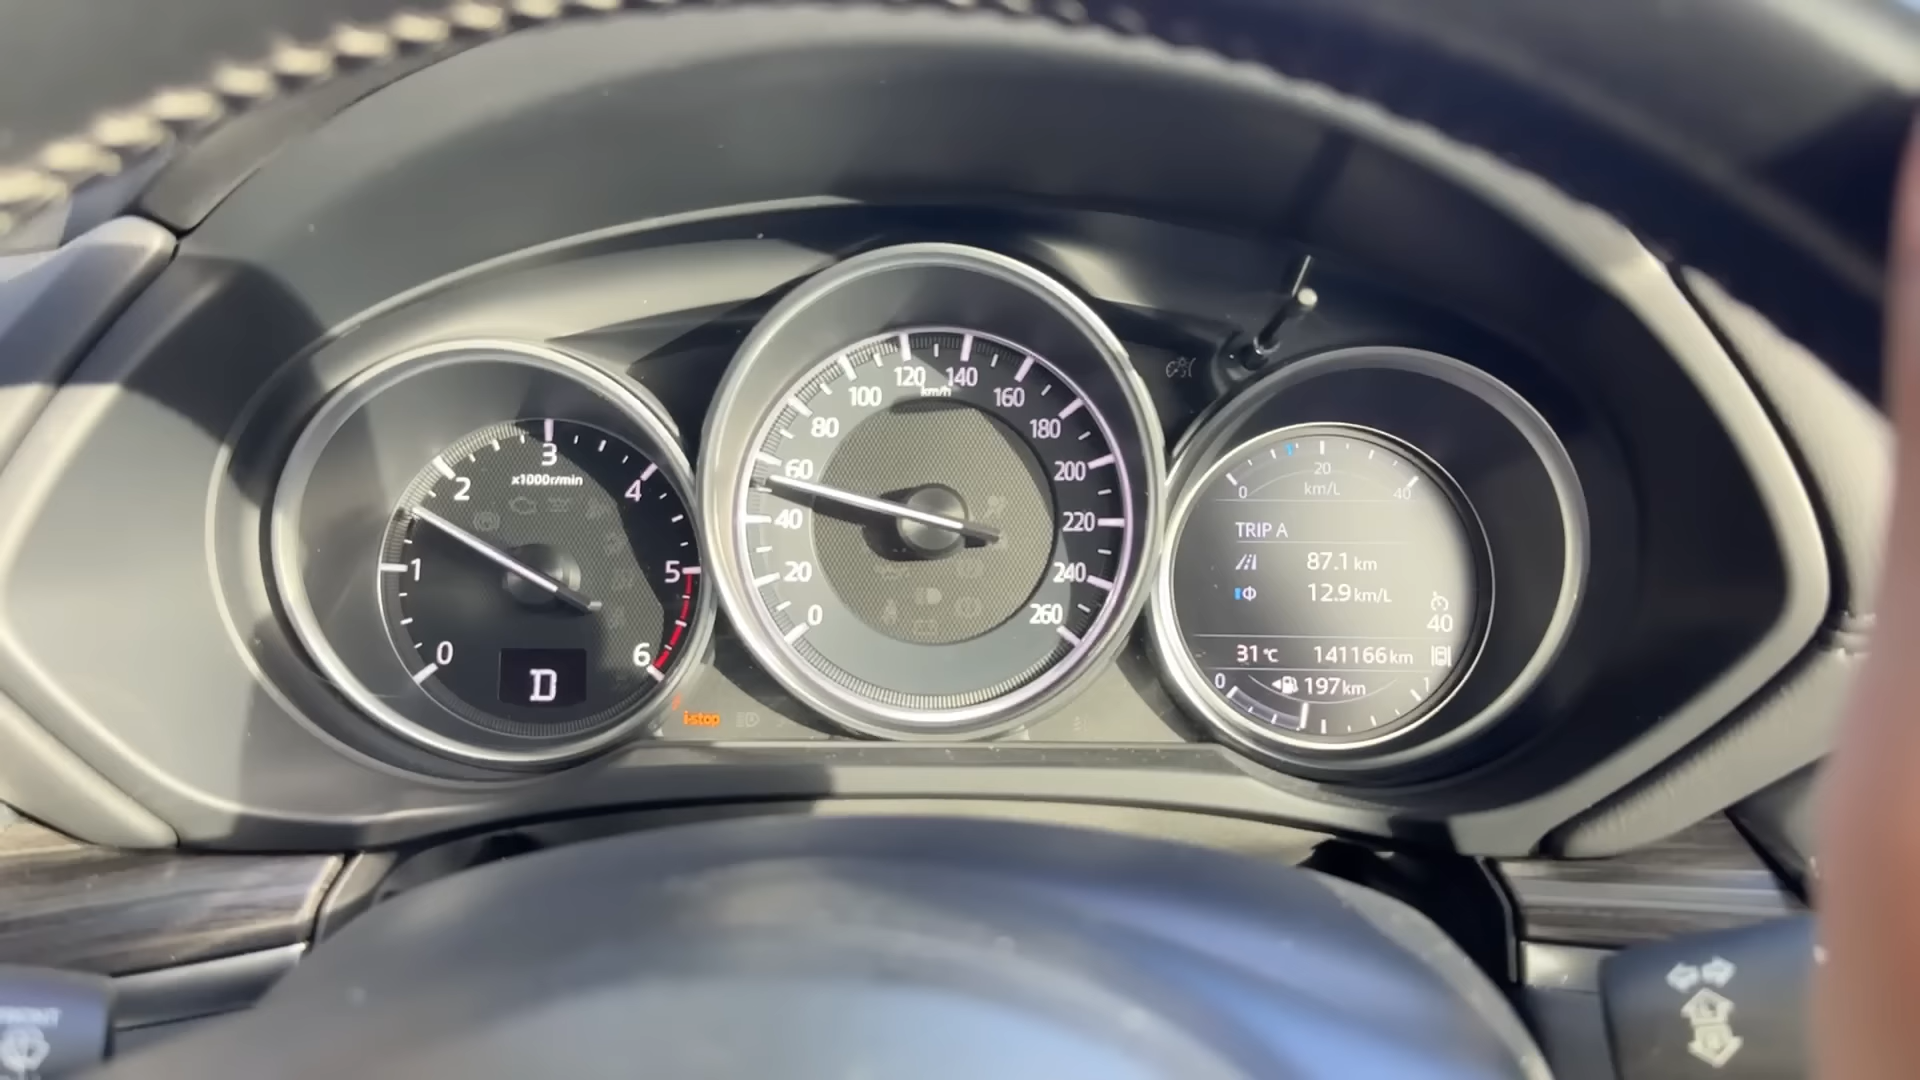 0
1
2
3
4
5
6
x1000r/min
D
i-stop
0
20
40
60
80
100
120
140
160
180
200
220
240
260
km/h
0
20
40
km/L
TRIP A
87.1 km
12.9 km/L
40
31 ℃ 141166 km
0 197 km 1